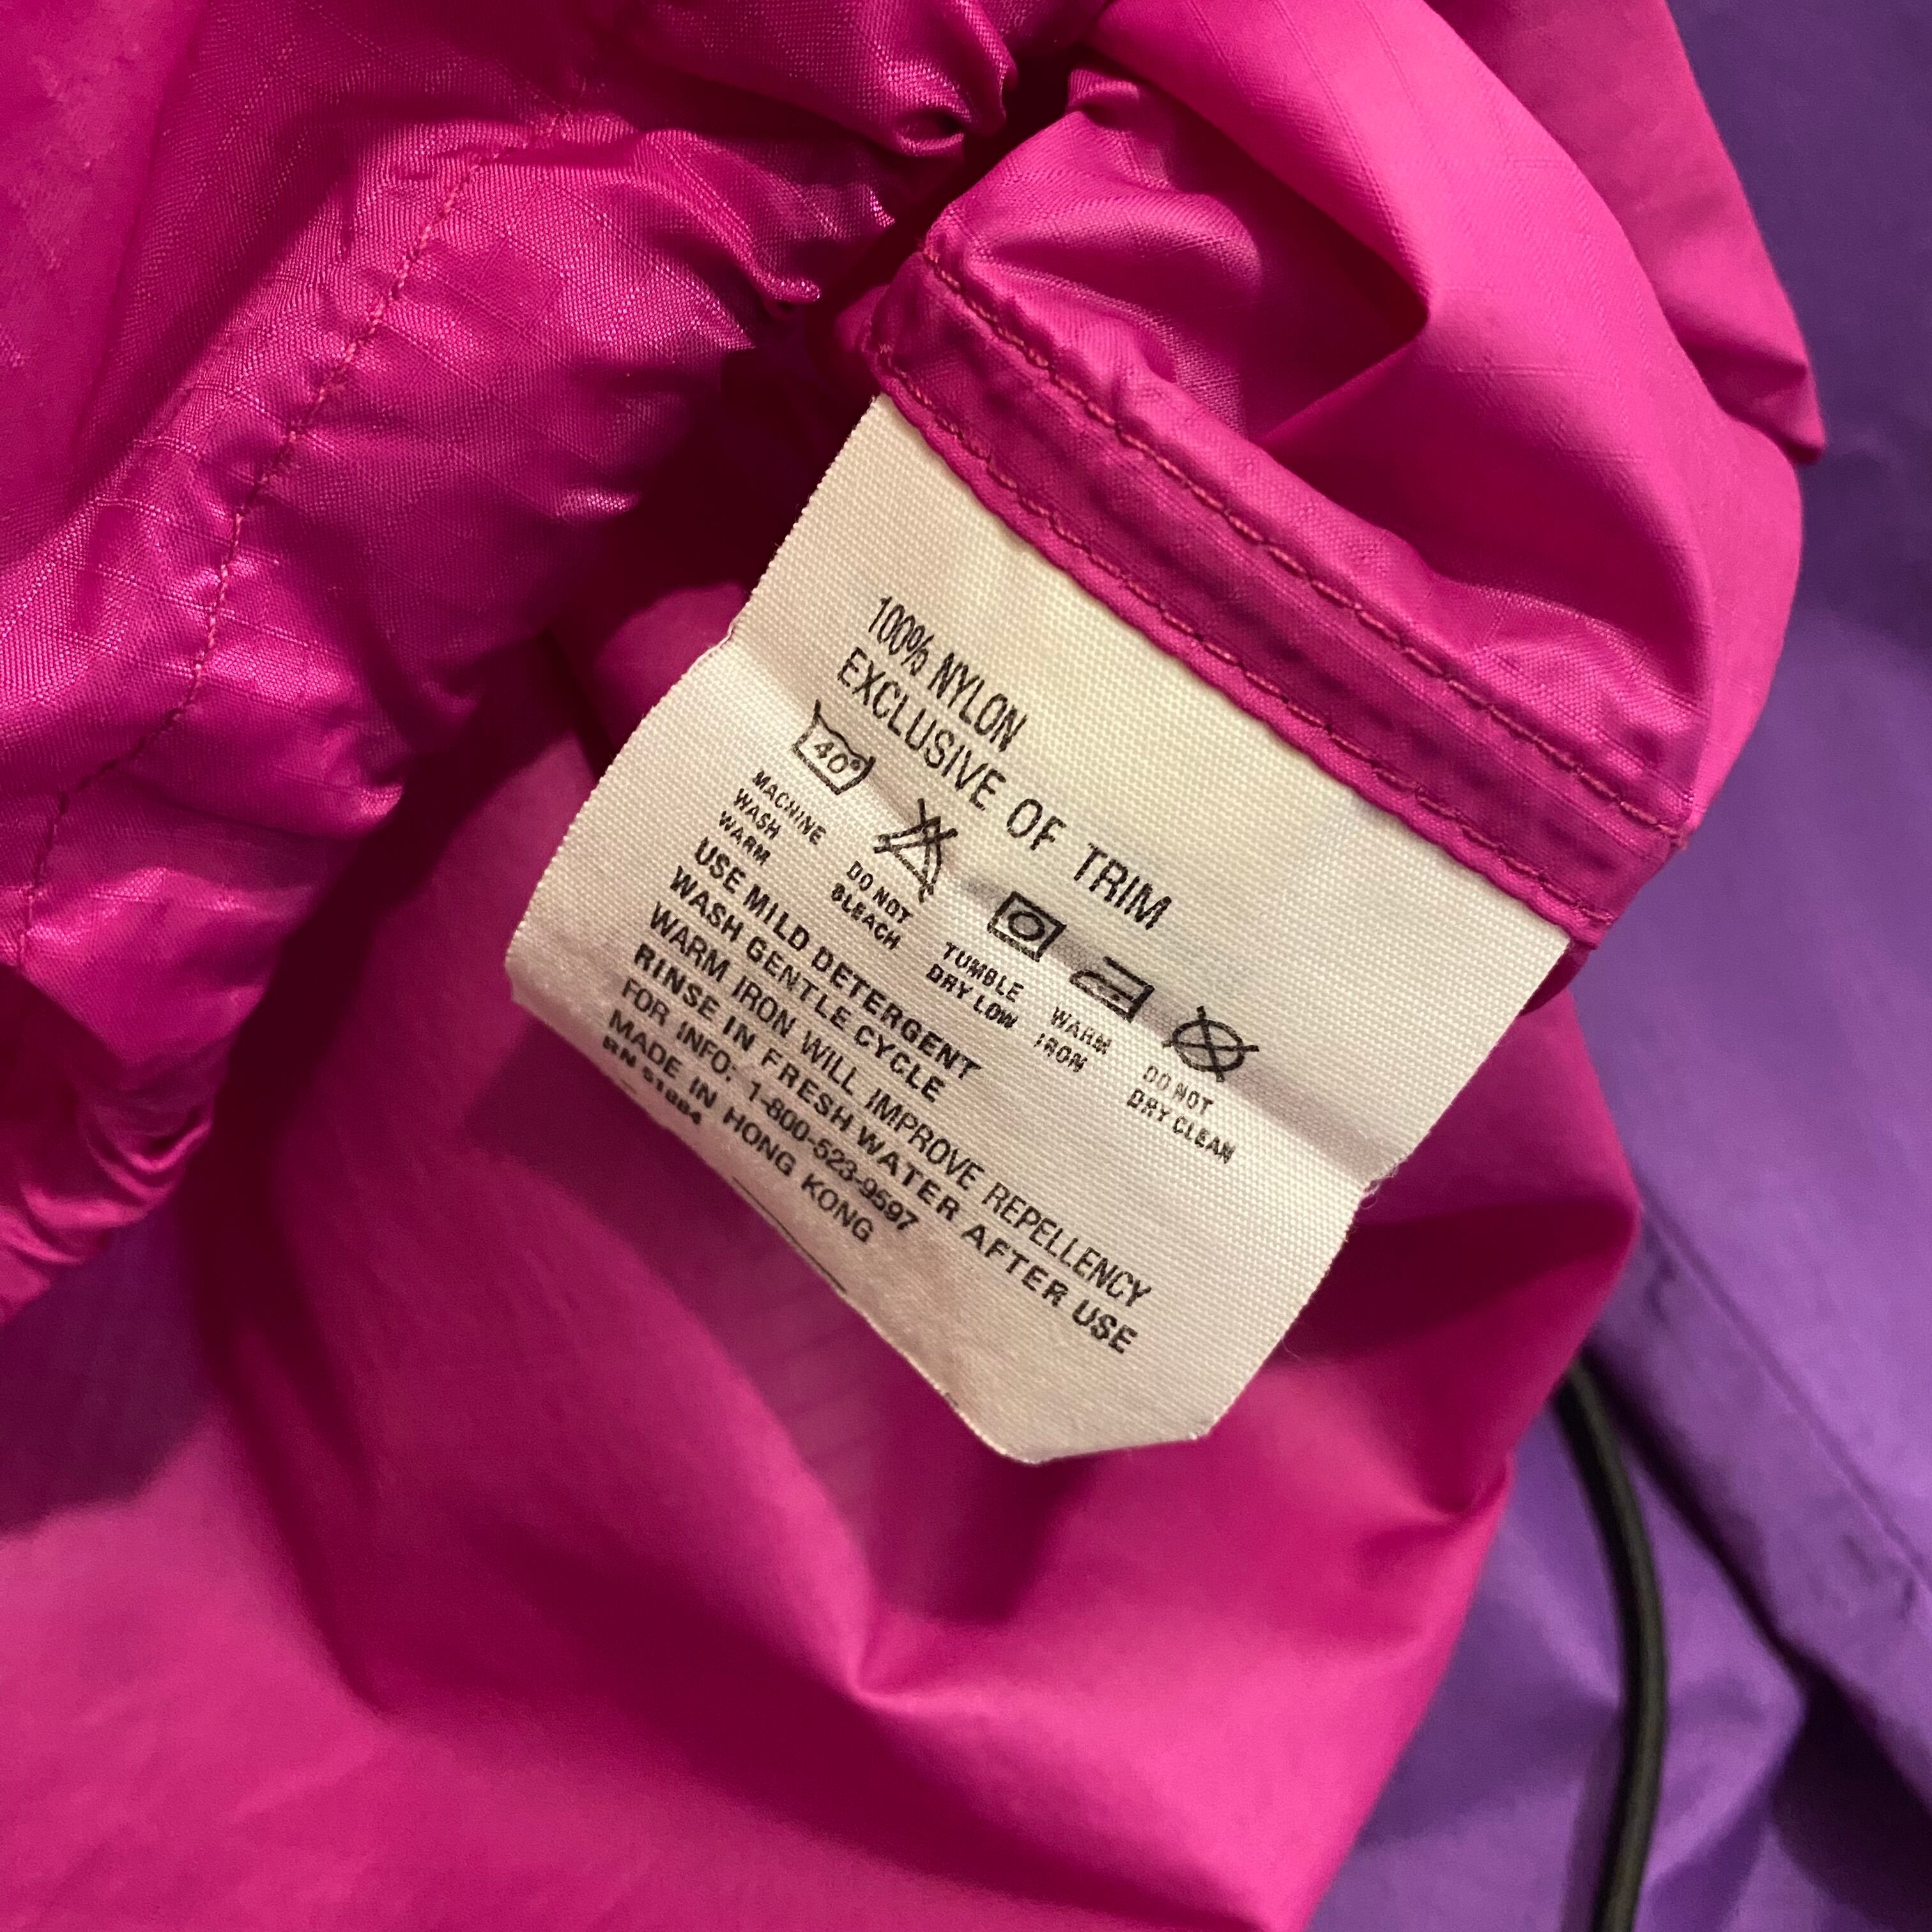 100% NYLON
EXCLUSIVE OF TRIM
40°
MACHINE
WASH
WARM
DO NOT
BLEACH
TUMBLE
DRY LOW
WARM
IRON
DO NOT
DRY CLEAN
USE MILD DETERGENT
WASH GENTLE CYCLE
WARM IRON WILL IMPROVE REPELLENCY
RINSE IN FRESH WATER AFTER USE
FOR INFO: 1-800-523-9597
MADE IN HONG KONG
RN 51884